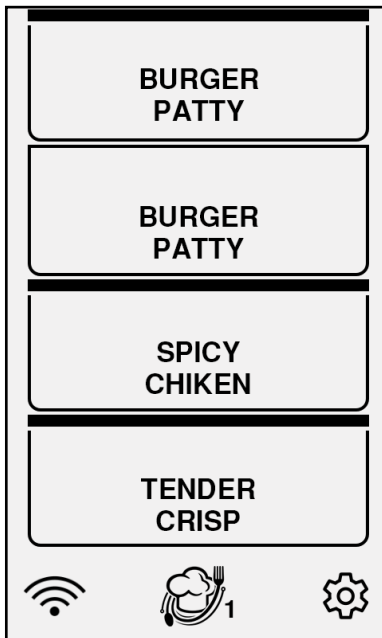 BURGER
PATTY
BURGER
PATTY
SPICY
CHIKEN
TENDER
CRISP
1